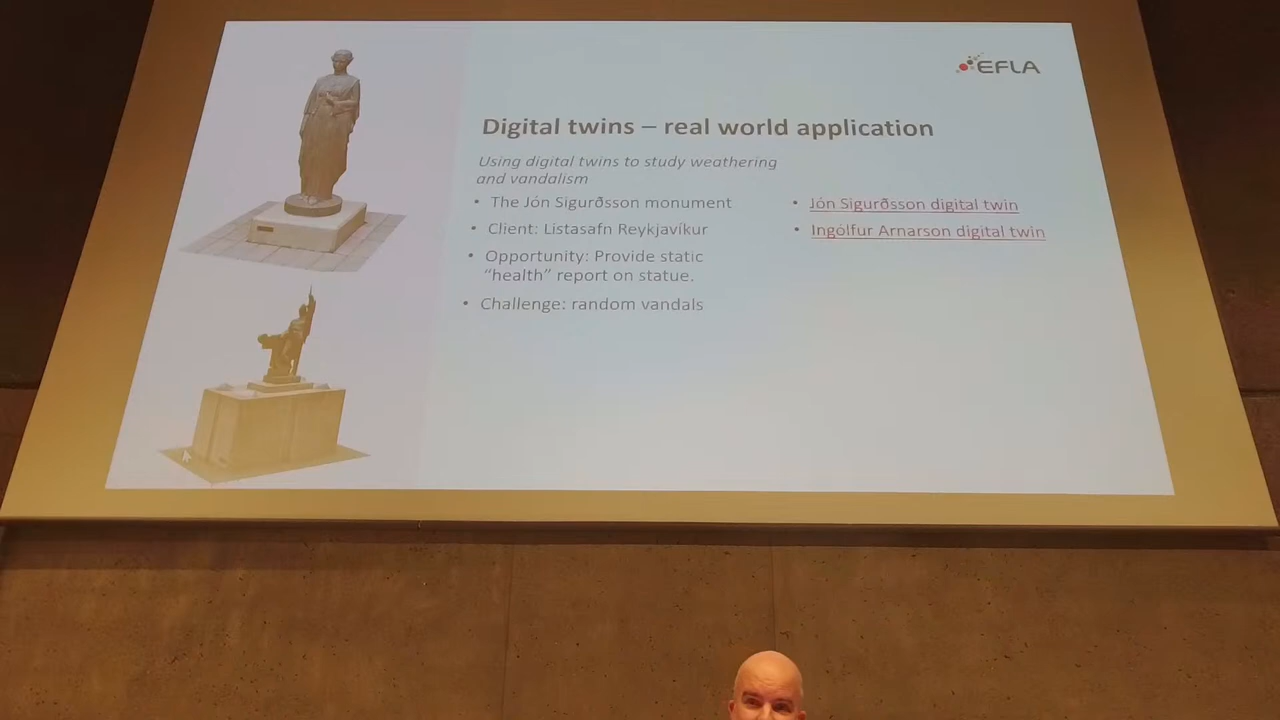 EFLA
Digital twins – real world application
Using digital twins to study weathering
and vandalism
• The Jón Sigurðsson monument
• Client: Listasafn Reykjavíkur
• Opportunity: Provide static
“health” report on statue.
• Challenge: random vandals
• Jón Sigurðsson digital twin
• Ingólfur Arnarson digital twin